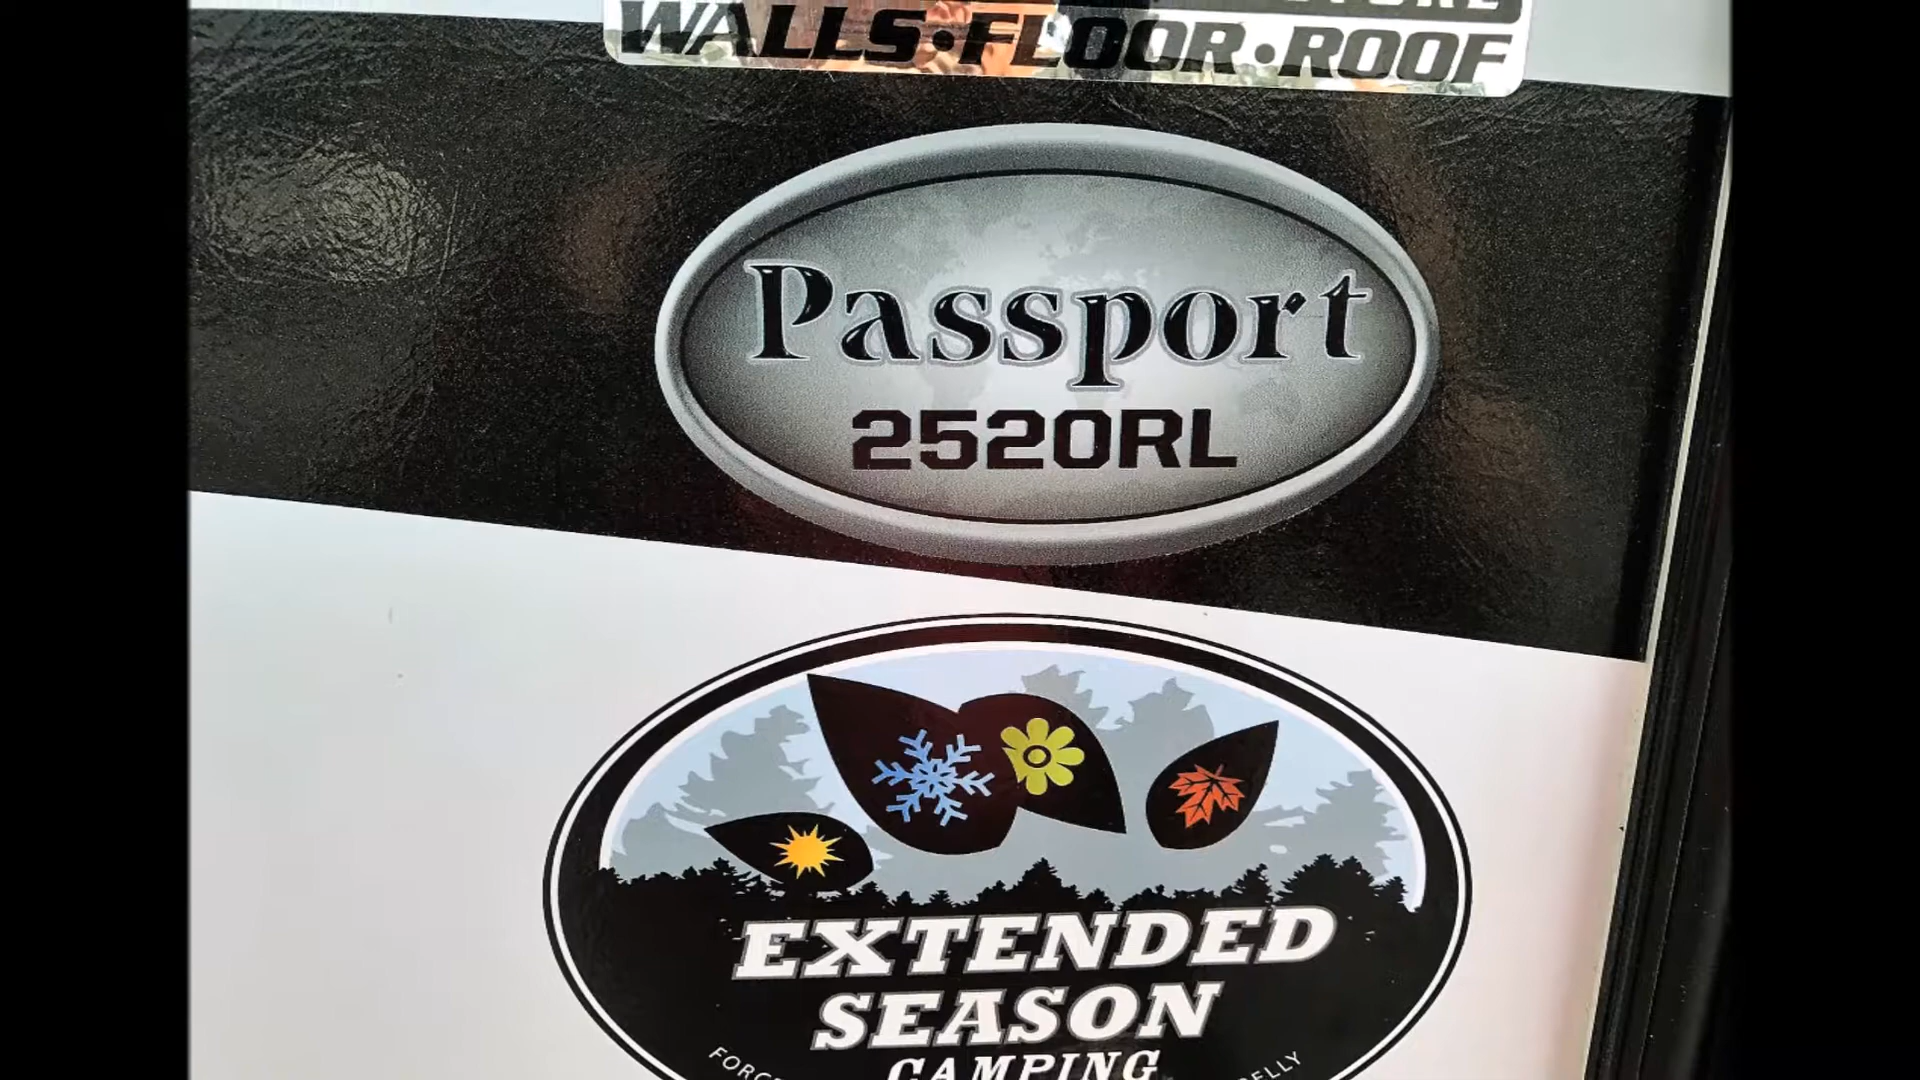 WALLS•FLOOR•ROOF
Passport
2520RL
EXTENDED
SEASON
CAMPING